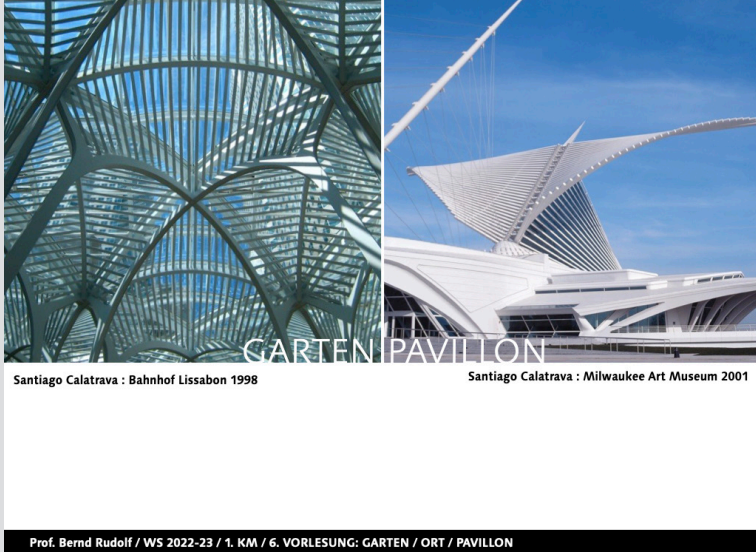 GARTEN PAVILLON
Santiago Calatrava : Bahnhof Lissabon 1998
Santiago Calatrava : Milwaukee Art Museum 2001
Prof. Bernd Rudolf / WS 2022-23 / 1. KM / 6. VORLESUNG: GARTEN / ORT / PAVILLON